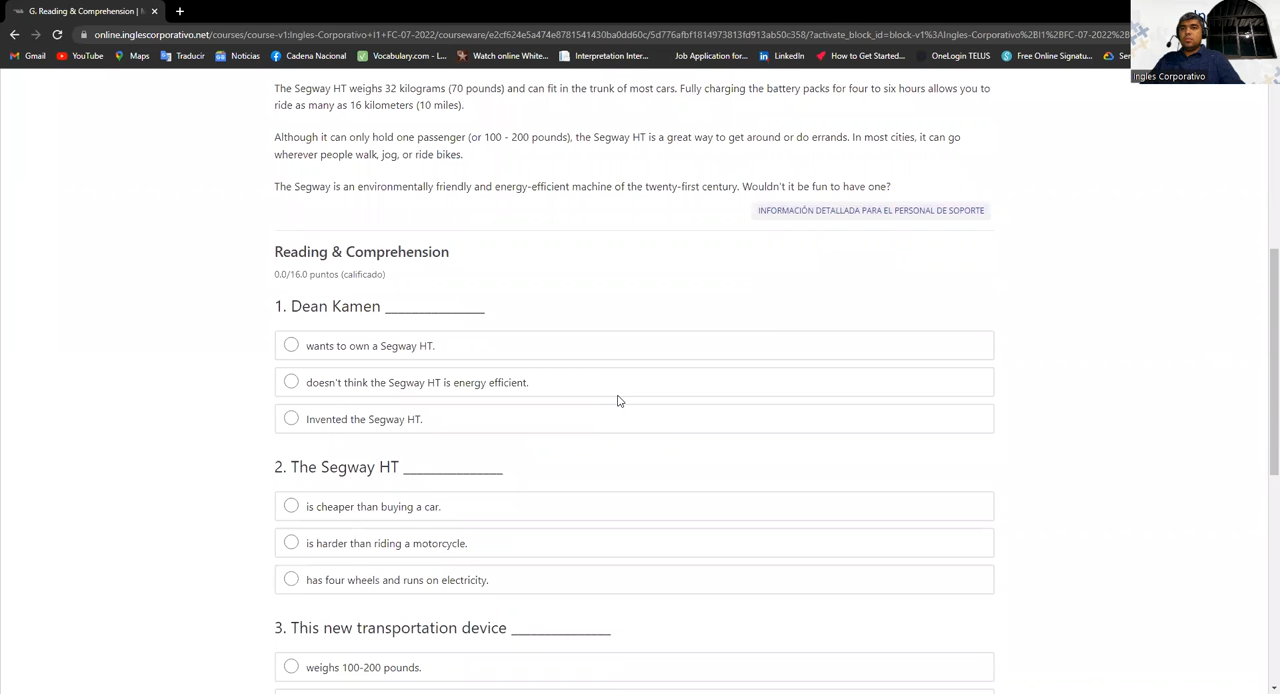 G. Reading & Comprehension |
online.inglescorporativo.net/courses/course-v1:Ingles-Corporativo+I1+FC-07-2022/courseware/e2cf624e5a474e8781541430ba0dd60c/5d776afbf1814973813fd913ab50c358/?activate_block_id=block-v1%3AIngles-Corporativo%2BI1%2BFC-07-2022%2B
Gmail YouTube Maps Traducir Noticias Cadena Nacional Vocabulary.com - L... Watch online White... Interpretation Inter... Job Application for... LinkedIn How to Get Started... OneLogin TELUS Free Online Signatu...
Ingles Corporativo
The Segway HT weighs 32 kilograms (70 pounds) and can fit in the trunk of most cars. Fully charging the battery packs for four to six hours allows you to
ride as many as 16 kilometers (10 miles).
Although it can only hold one passenger (or 100 - 200 pounds), the Segway HT is a great way to get around or do errands. In most cities, it can go
wherever people walk, jog, or ride bikes.
The Segway is an environmentally friendly and energy-efficient machine of the twenty-first century. Wouldn't it be fun to have one?
INFORMACIÓN DETALLADA PARA EL PERSONAL DE SOPORTE
Reading & Comprehension
0.0/16.0 puntos (calificado)
1. Dean Kamen _______________
wants to own a Segway HT.
doesn't think the Segway HT is energy efficient.
Invented the Segway HT.
2. The Segway HT _______________
is cheaper than buying a car.
is harder than riding a motorcycle.
has four wheels and runs on electricity.
3. This new transportation device _______________
weighs 100-200 pounds.